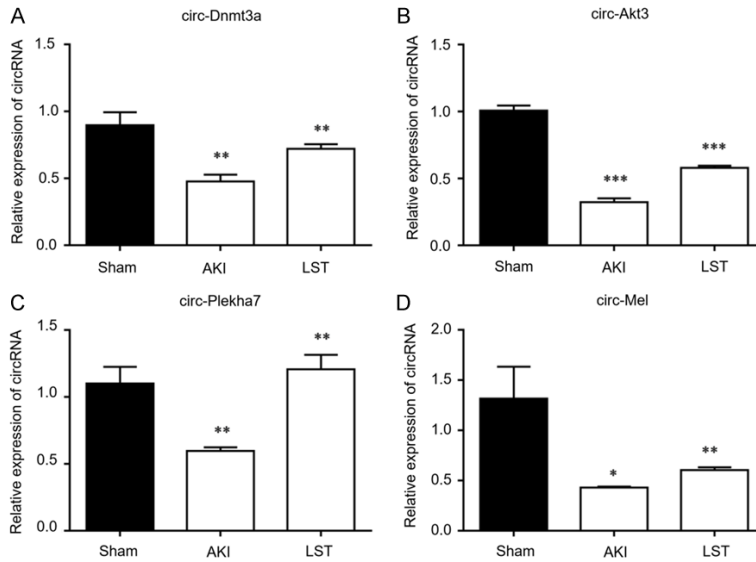 A
circ-Dnmt3a
Relative expression of circRNA
1.5
1.0
0.5
0.0
**
**
Sham AKI LST
B
circ-Akt3
Relative expression of circRNA
1.5
1.0
0.5
0.0
***
***
Sham AKI LST
C
circ-Plekha7
Relative expression of circRNA
1.5
1.0
0.5
0.0
**
**
Sham AKI LST
D
circ-Mel
Relative expression of circRNA
2.0
1.5
1.0
0.5
0.0
*
**
Sham AKI LST